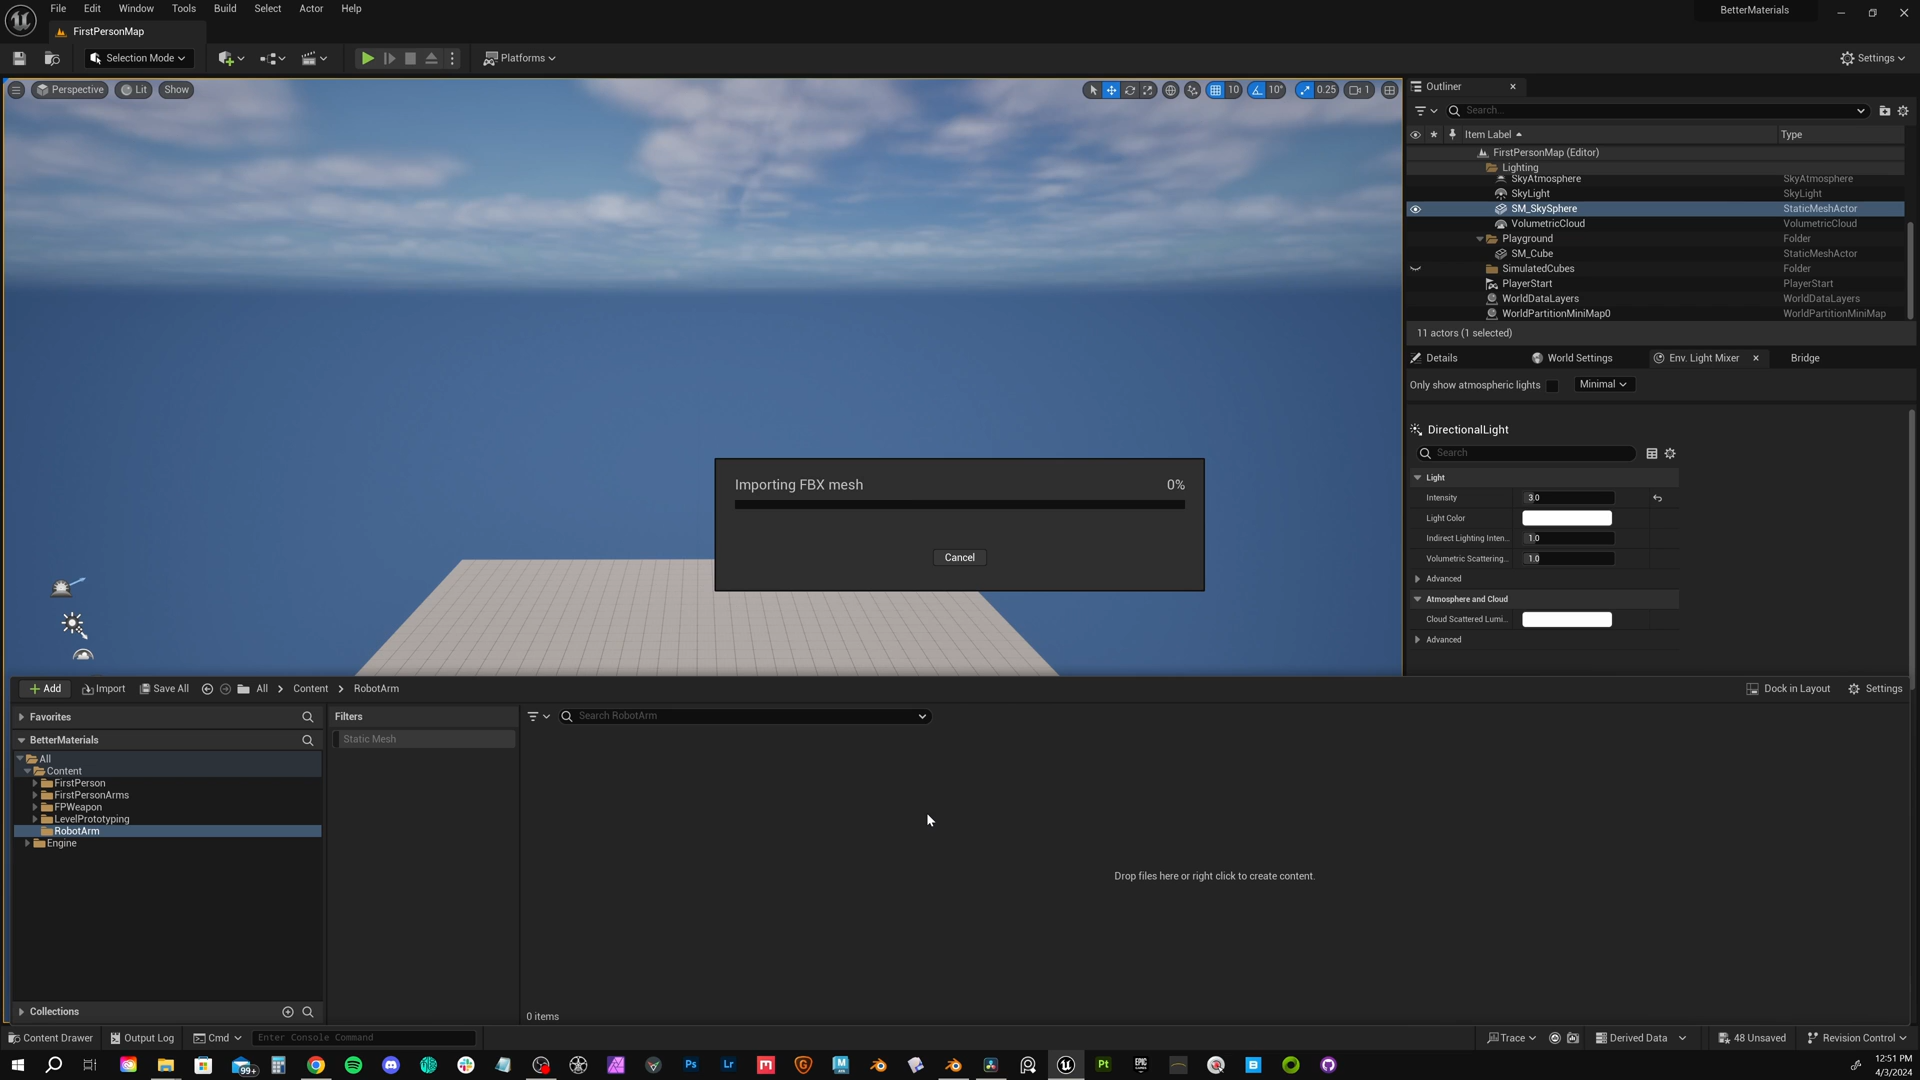 File Edit Window Tools Build Select Actor Help
BetterMaterials
FirstPersonMap
Selection Mode
Platforms
Settings
Perspective Lit Show
10 10° 0.25 1
Outliner
Search...
Item Label Type
FirstPersonMap (Editor)
Lighting
SkyAtmosphere SkyAtmosphere
SkyLight SkyLight
SM_SkySphere StaticMeshActor
VolumetricCloud VolumetricCloud
Playground Folder
SM_Cube StaticMeshActor
SimulatedCubes Folder
PlayerStart PlayerStart
WorldDataLayers WorldDataLayers
WorldPartitionMiniMap0 WorldPartitionMiniMap
11 actors (1 selected)
Details World Settings Env. Light Mixer Bridge
Only show atmospheric lights Minimal
DirectionalLight
Search
Light
Intensity 3.0
Light Color
Indirect Lighting Inten... 1.0
Volumetric Scattering... 1.0
Advanced
Atmosphere and Cloud
Cloud Scattered Lumi...
Advanced
Importing FBX mesh 0%
Cancel
Add Import Save All All Content RobotArm
Dock in Layout Settings
Favorites
BetterMaterials
All
Content
FirstPerson
FirstPersonArms
FPWeapon
LevelPrototyping
RobotArm
Engine
Collections
Filters
Static Mesh
Search RobotArm
Drop files here or right click to create content.
0 items
Content Drawer Output Log Cmd Enter Console Command
Trace Derived Data 48 Unsaved Revision Control
99+
Ps
Lr
Pt
12:51 PM
4/3/2024